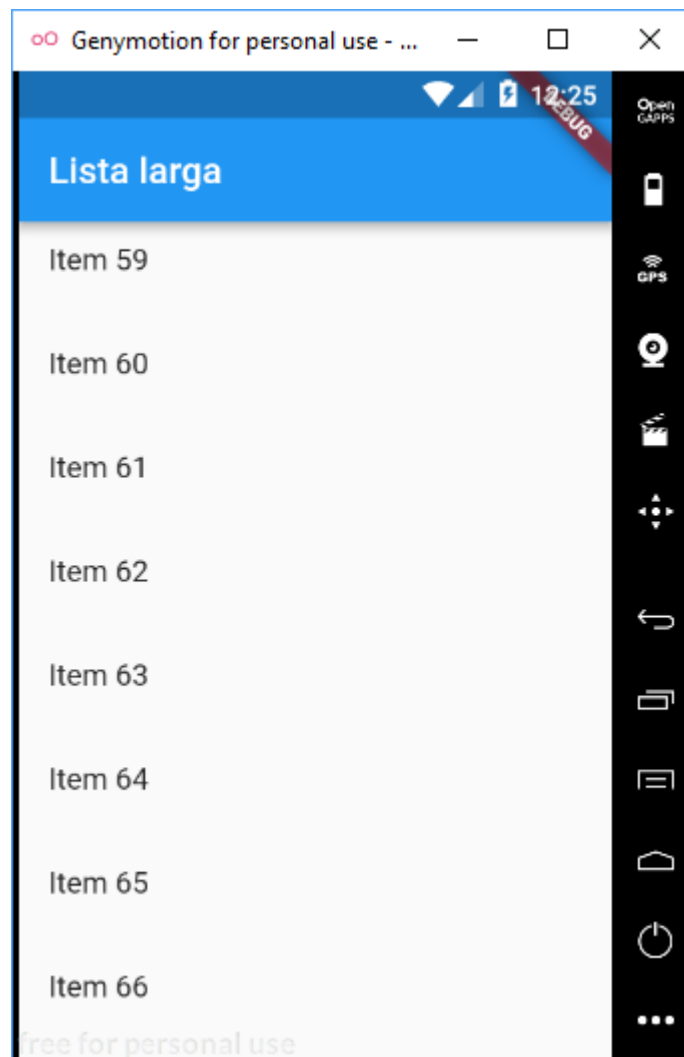 Genymotion for personal use - ...
12:25
DEBUG
Open
GAPPS
Lista larga
GPS
Item 59
Item 60
Item 61
Item 62
Item 63
Item 64
Item 65
Item 66
free for personal use